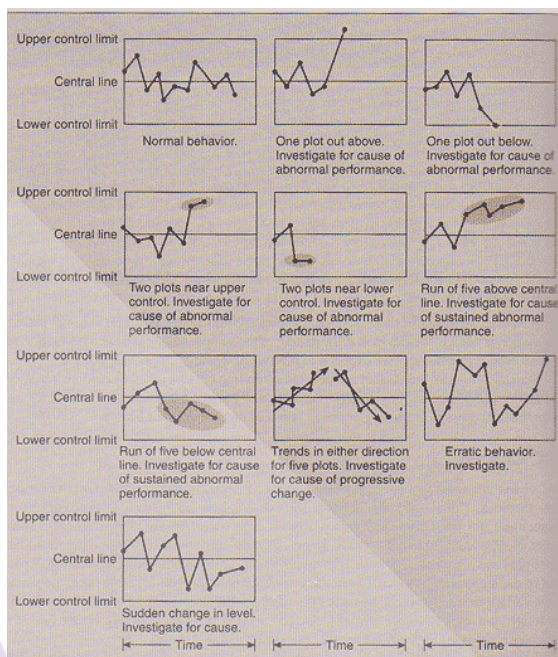 Upper control limit
Central line
Lower control limit
Normal behavior.
One plot out above.
Investigate for cause of
abnormal performance.
One plot out below.
Investigate for cause of
abnormal performance.
Upper control limit
Central line
Lower control limit
Two plots near upper
control. Investigate for
cause of abnormal
performance.
Two plots near lower
control. Investigate for
cause of abnormal
performance.
Run of five above central
line. Investigate for cause
of sustained abnormal
performance.
Upper control limit
Central line
Lower control limit
Run of five below central
line. Investigate for cause
of sustained abnormal
performance.
Trends in either direction
for five plots. Investigate
for cause of progressive
change.
Erratic behavior.
Investigate.
Upper control limit
Central line
Lower control limit
Sudden change in level.
Investigate for cause.
Time
Time
Time